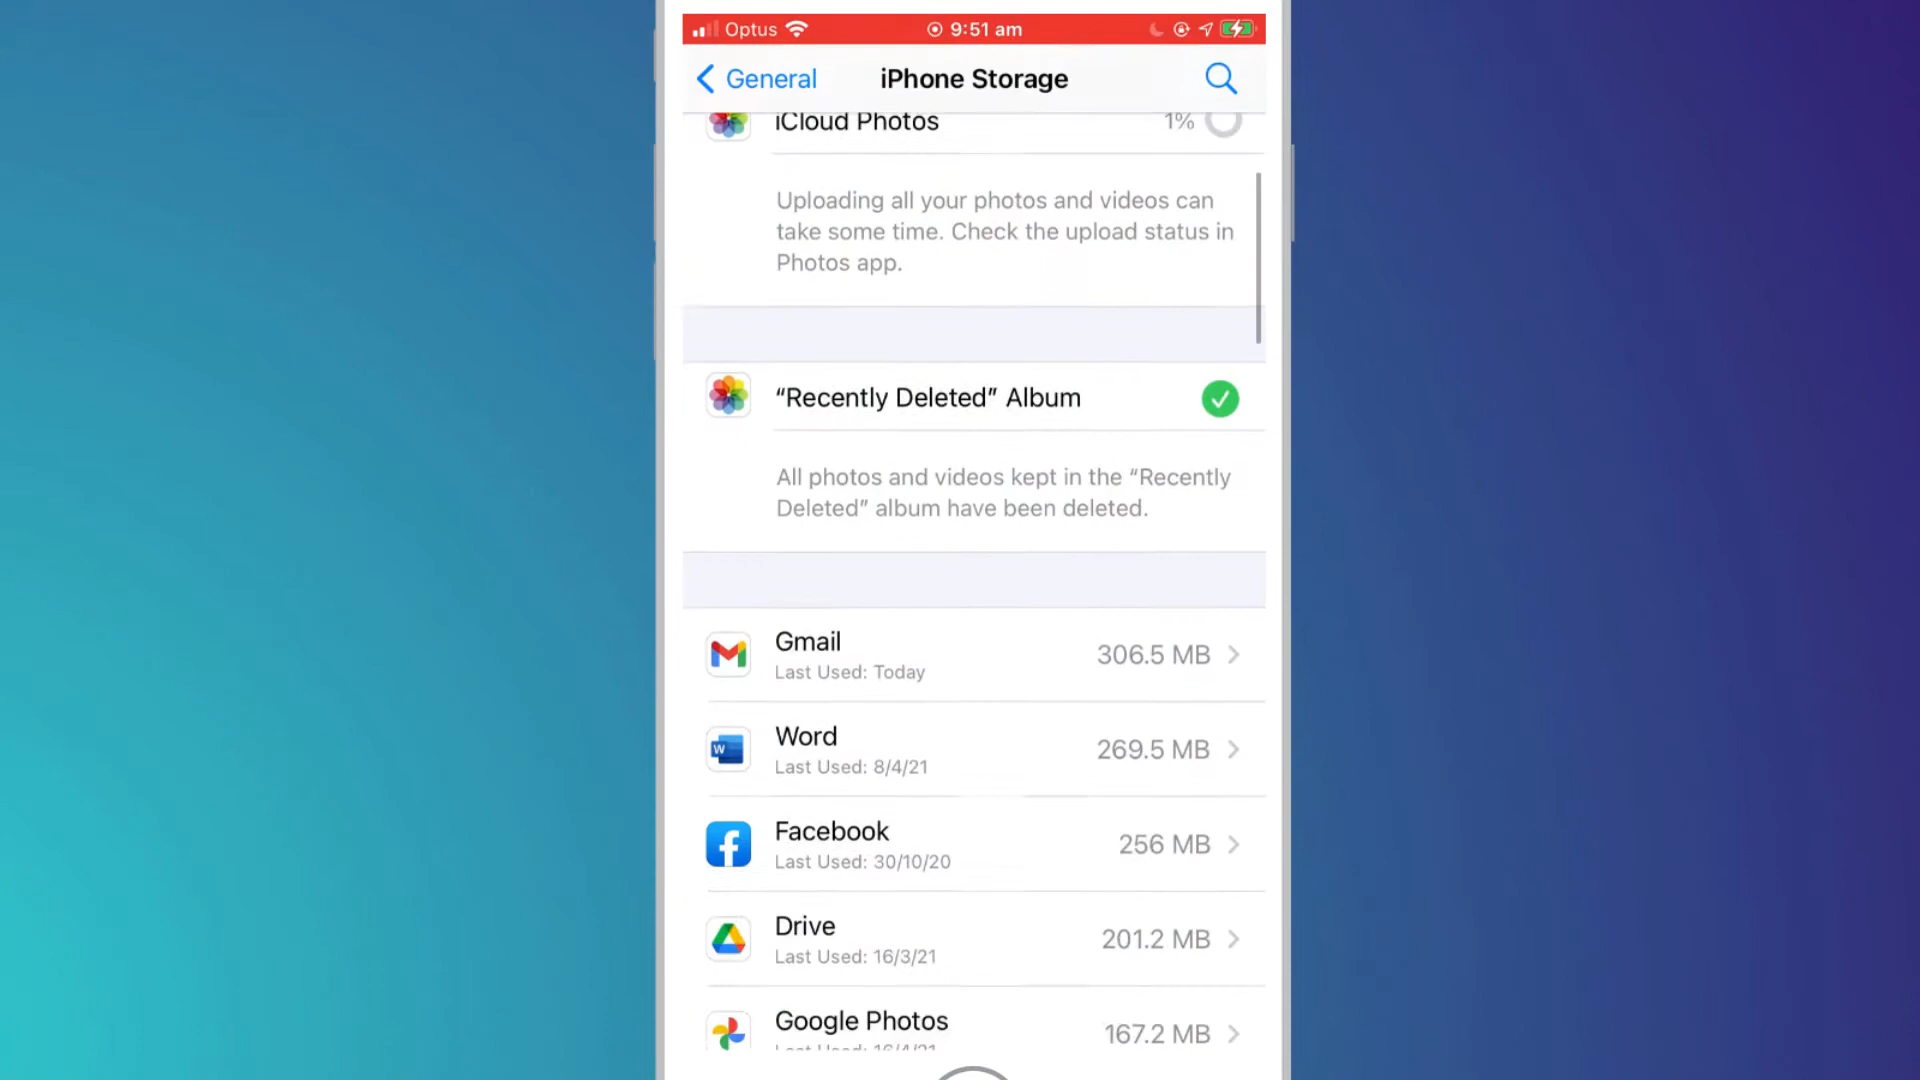 Optus 9:51 am
General iPhone Storage
iCloud Photos 1%
Uploading all your photos and videos can
take some time. Check the upload status in
Photos app.
“Recently Deleted” Album
All photos and videos kept in the “Recently
Deleted” album have been deleted.
Gmail
Last Used: Today
306.5 MB
W
Word
Last Used: 8/4/21
269.5 MB
Facebook
Last Used: 30/10/20
256 MB
Drive
Last Used: 16/3/21
201.2 MB
Google Photos
167.2 MB